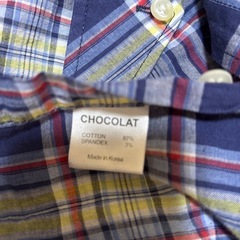 CHOCOLAT
COTTON 97%
SPANDEX 3%
Made in Korea